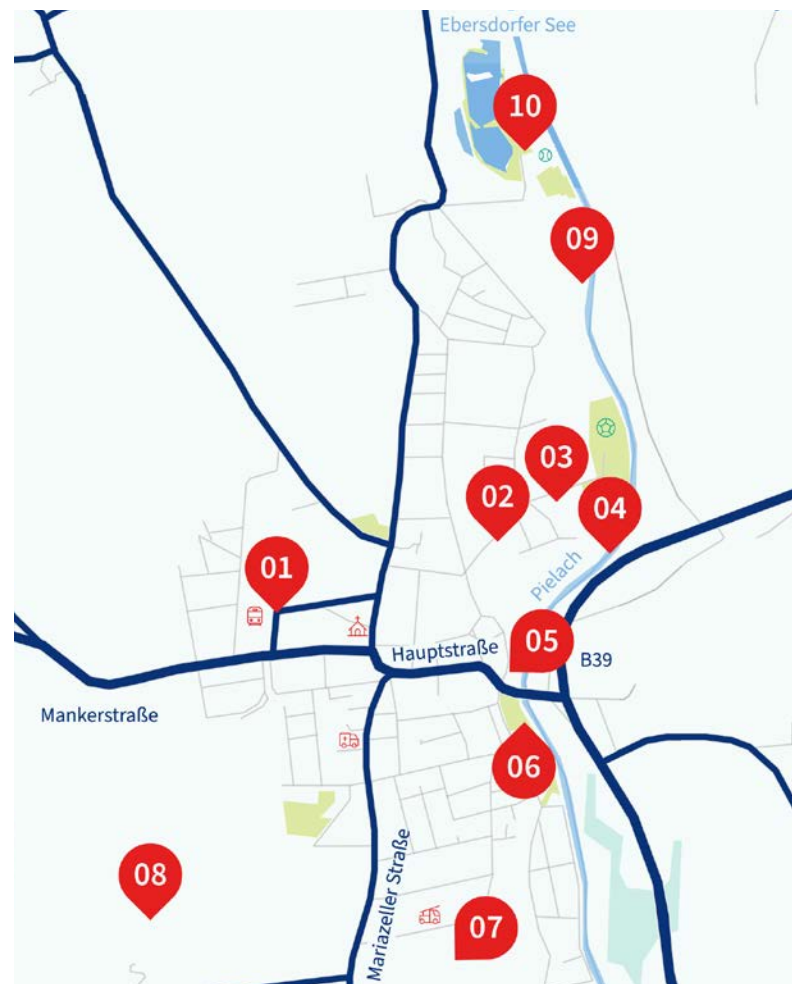 Ebersdorfer See
10
09
03
02
04
01
Pielach
05
Hauptstraße
B39
Mankerstraße
06
08
Mariazeller Straße
07